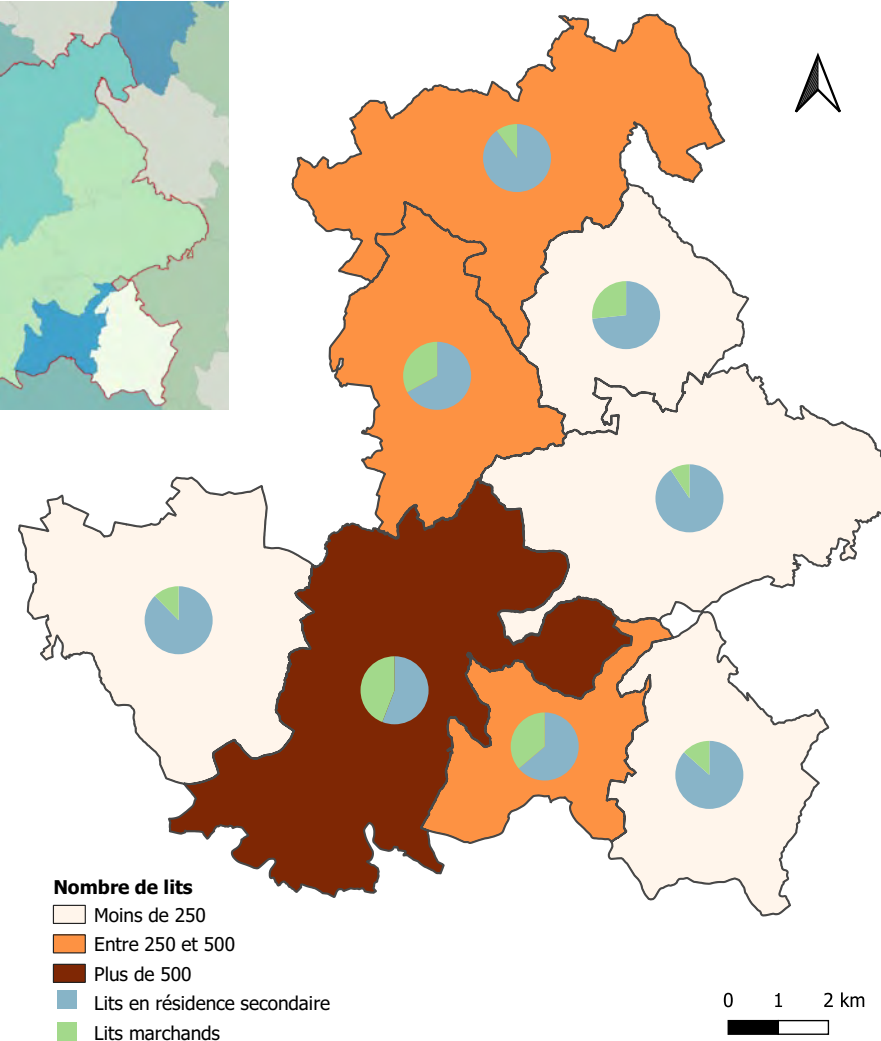 Nombre de lits
Moins de 250
Entre 250 et 500
Plus de 500
Lits en résidence secondaire
Lits marchands
0 1 2 km